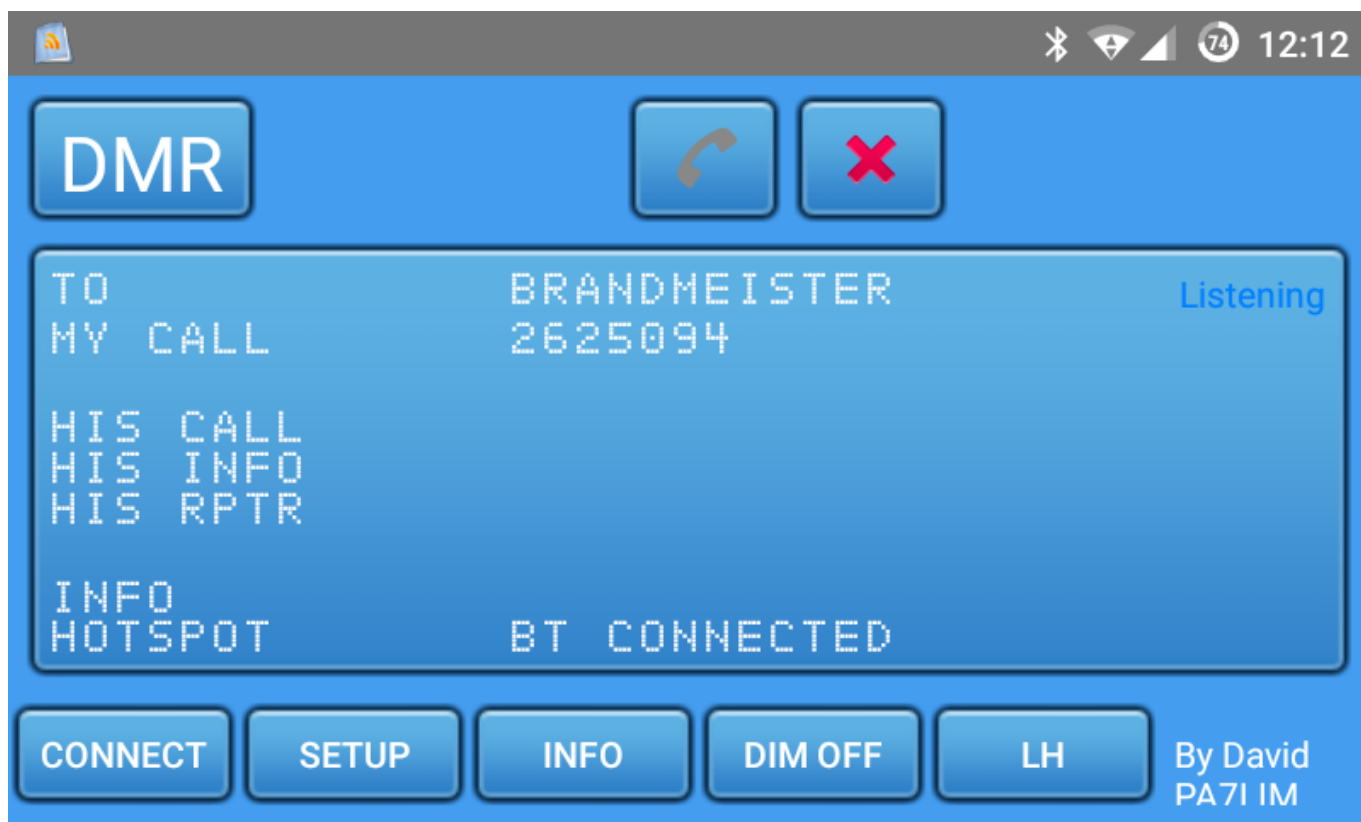 74 12:12
DMR
TO BRANDMEISTER Listening
MY CALL 2625094
HIS CALL
HIS INFO
HIS RPTR
INFO
HOTSPOT BT CONNECTED
CONNECT SETUP INFO DIM OFF LH
By David
PA7LIM